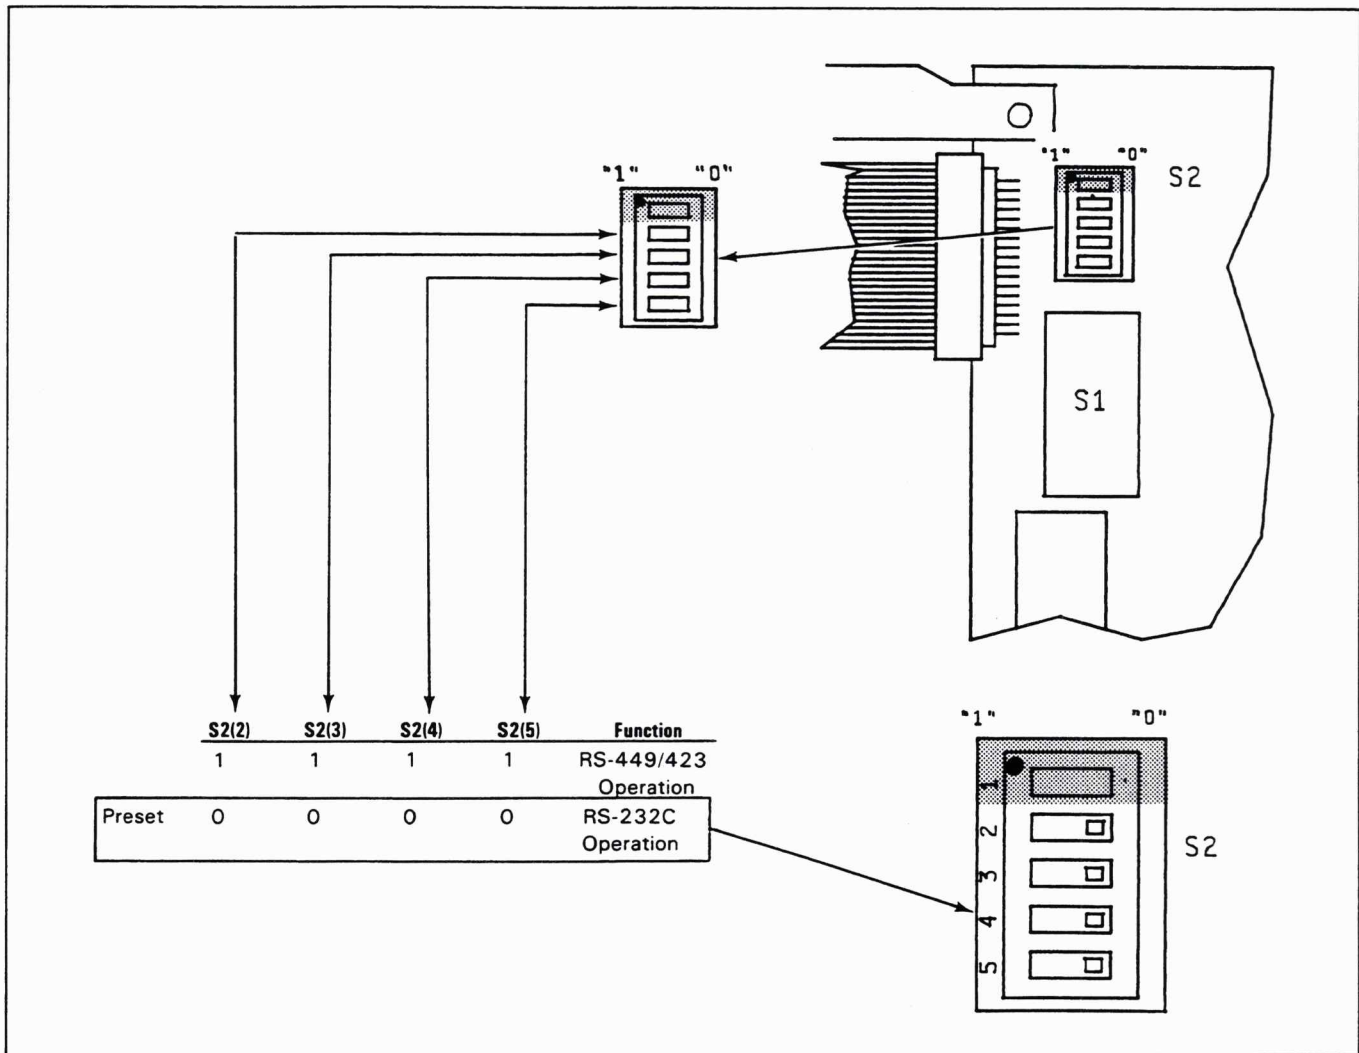 "1" "0"
S2
"1" "0"
S1
S2(2) S2(3) S2(4) S2(5) Function
1 1 1 1 RS-449/423
Operation
Preset 0 0 0 0 RS-232C
Operation
"1" "0"
1
2
3
4
5
S2